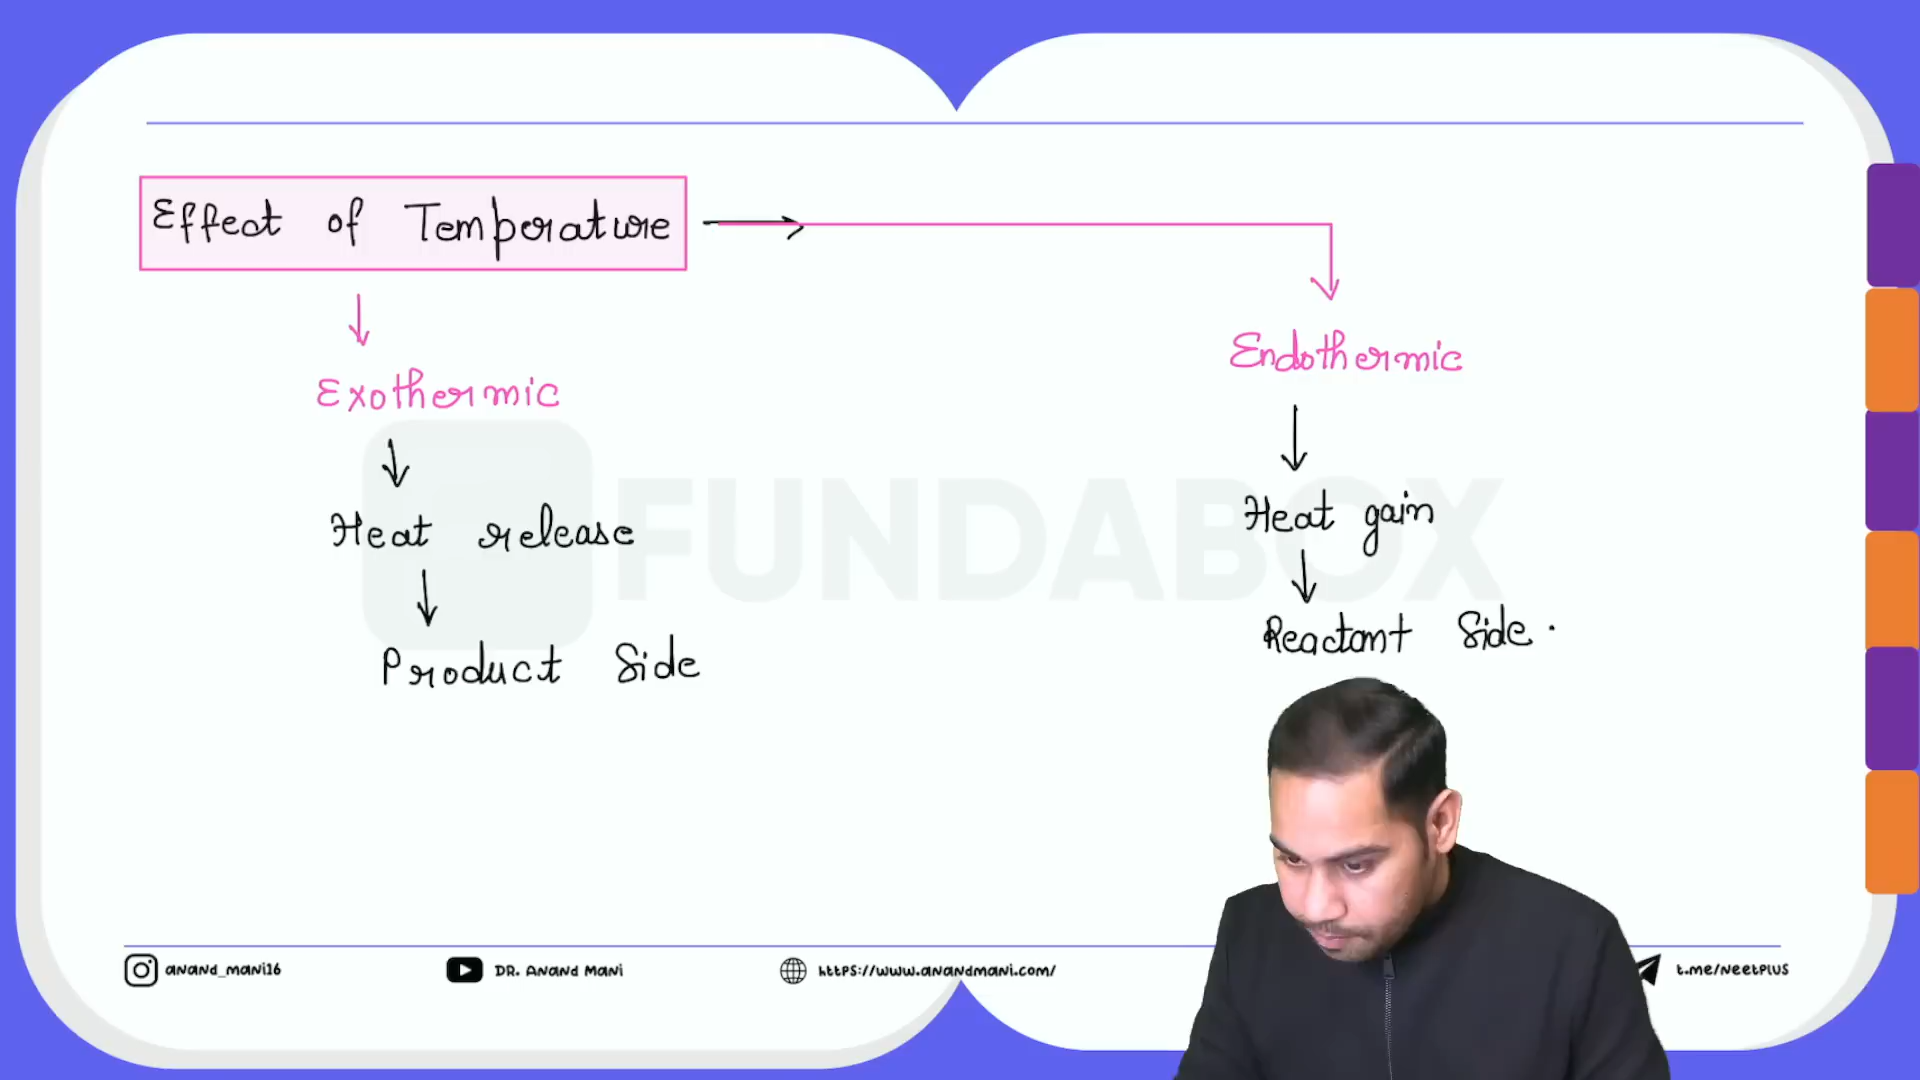 Effect of Temperature
Exothermic
Heat release
Product Side
Endothermic
Heat gain
Reactant Side.
FUNDABOX
anand_mani16
DR. Anand Mani
https://www.anandmani.com/
t.me/neetplus